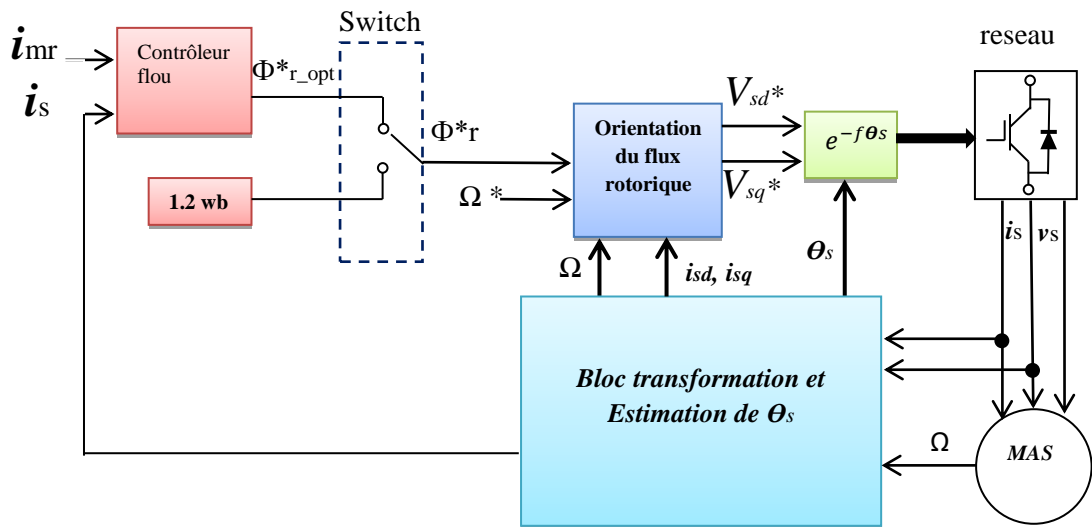 Switch
reseau
imr
Contrôleur
flou
Φ*r_opt
is
Vsd*
Φ*r
Orientation
du flux
rotorique
e^−fθs
1.2 wb
Ω *
Vsq*
is
vs
Ω
isd, isq
θs
Bloc transformation et
Estimation de θs
Ω
MAS